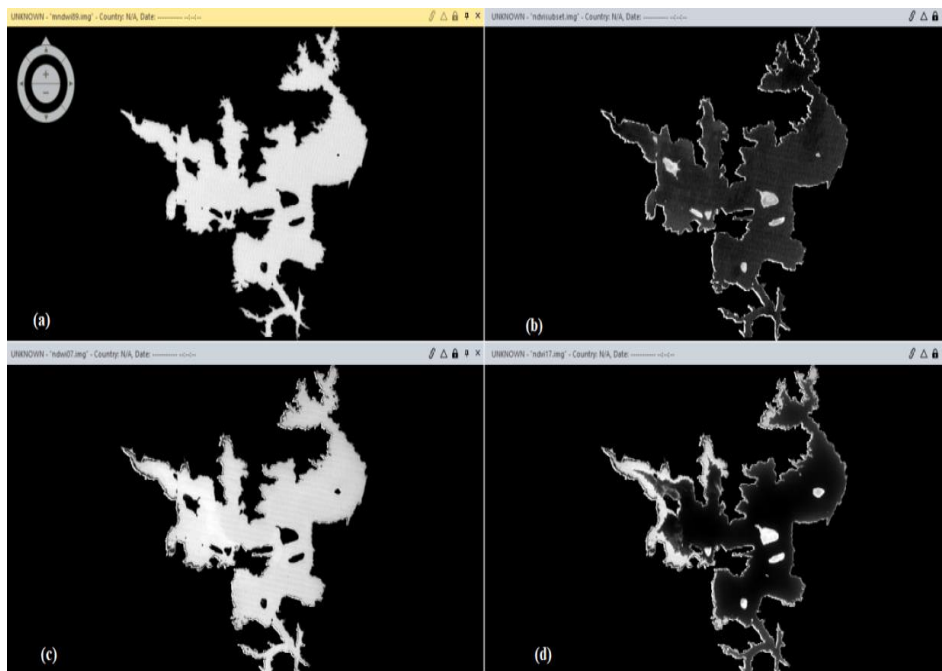 UNKNOWN - 'mndwi89.img' - Country: N/A, Date: ----------- --:--:--
UNKNOWN - 'ndvisubset.img' - Country: N/A, Date: ----------- --:--:--
(a)
(b)
UNKNOWN - 'ndwi07.img' - Country: N/A, Date: ----------- --:--:--
UNKNOWN - 'ndvi17.img' - Country: N/A, Date: ----------- --:--:--
(c)
(d)